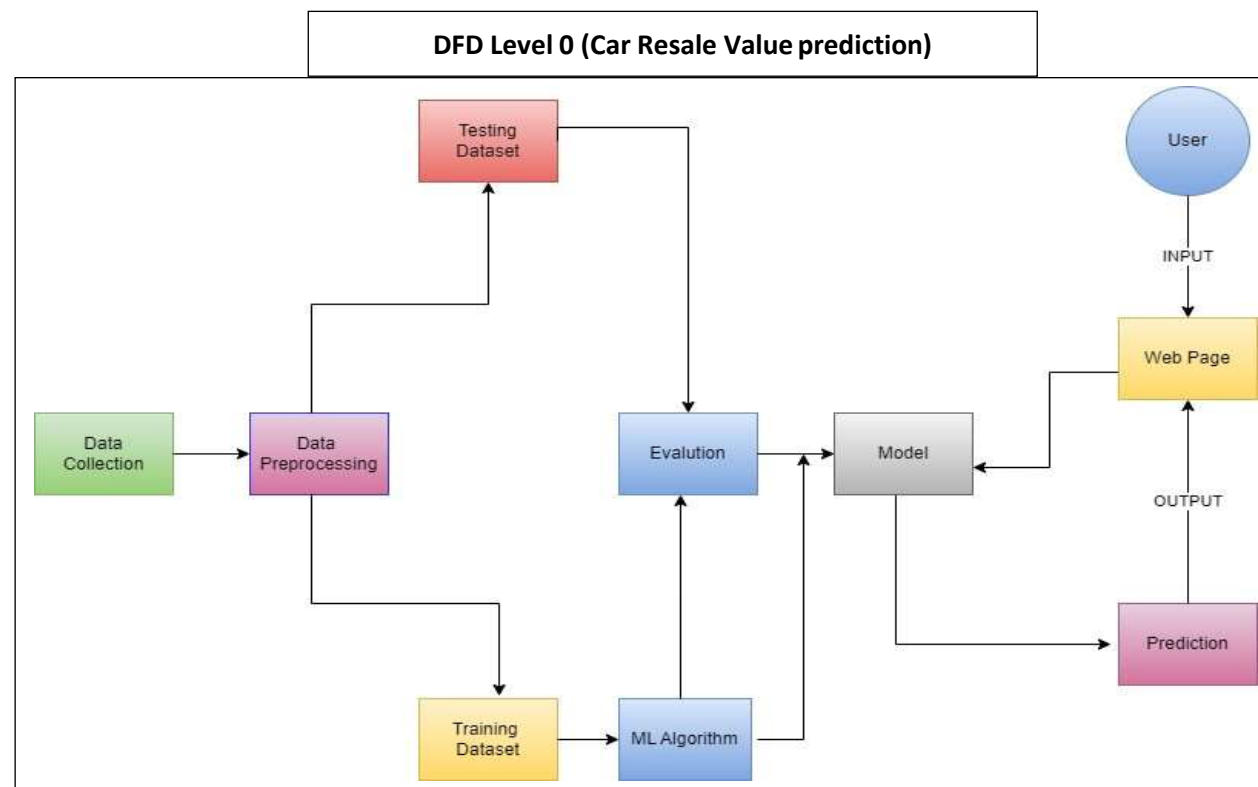 DFD Level 0 (Car Resale Value prediction)
Testing
Dataset
User
INPUT
Web Page
Data
Collection
Data
Preprocessing
Evalution
Model
OUTPUT
Prediction
Training
Dataset
ML Algorithm